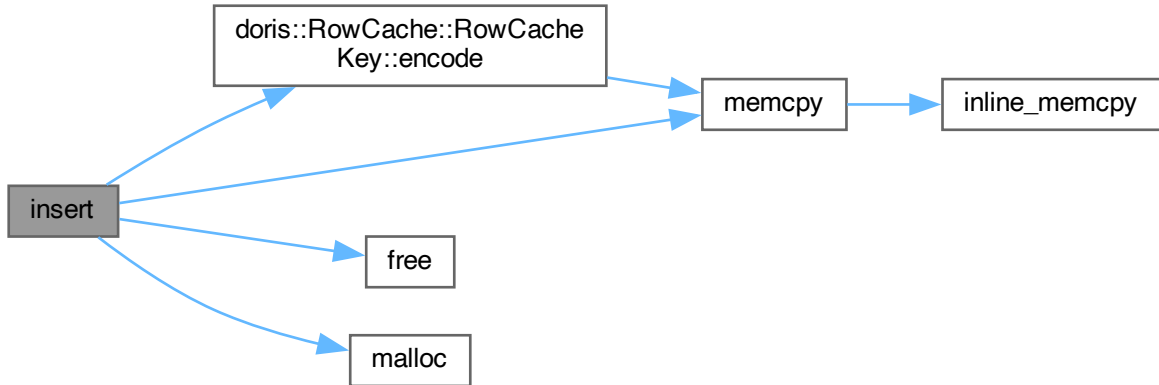 doris::RowCache::RowCache
Key::encode
memcpy
inline_memcpy
insert
free
malloc